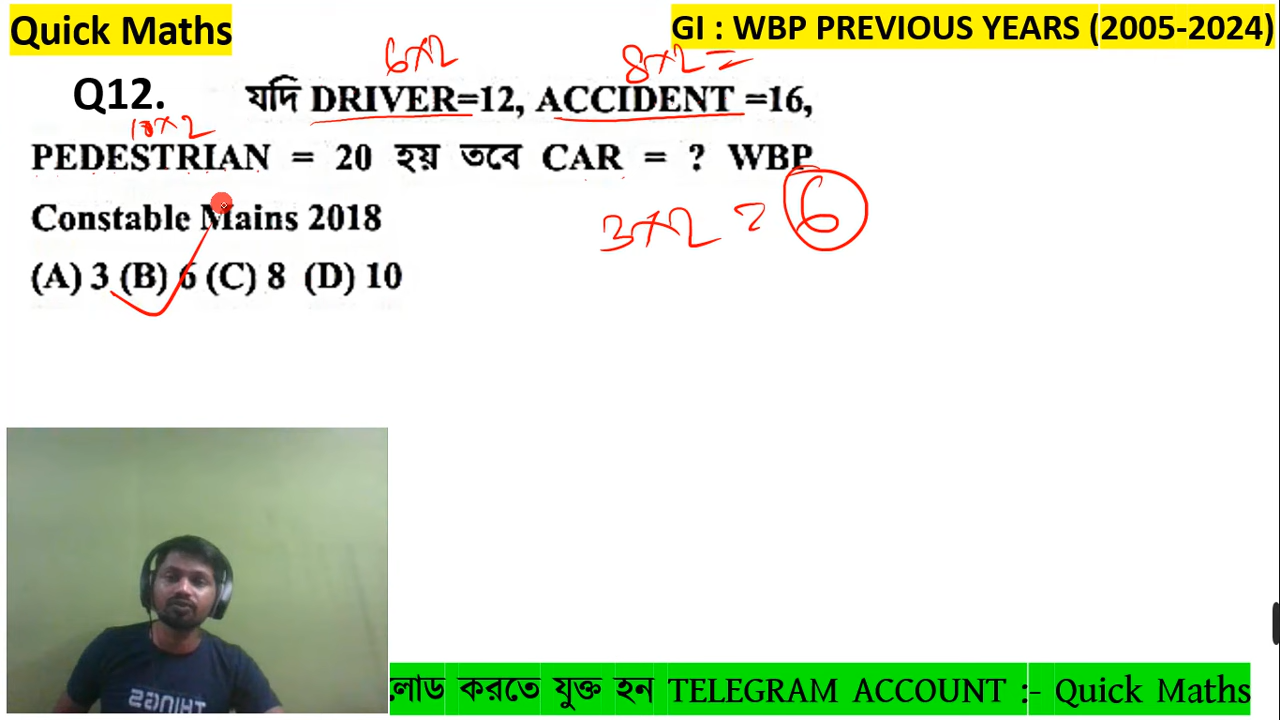 Quick Maths
GI : WBP PREVIOUS YEARS (2005-2024)
6×2
8×2 =
Q12. যদি DRIVER=12, ACCIDENT =16,
10×2
PEDESTRIAN = 20 হয় তবে CAR = ? WBP
Constable Mains 2018
3×2 = 6
(A) 3 (B) 6 (C) 8 (D) 10
লোড করতে যুক্ত হন TELEGRAM ACCOUNT :- Quick Maths